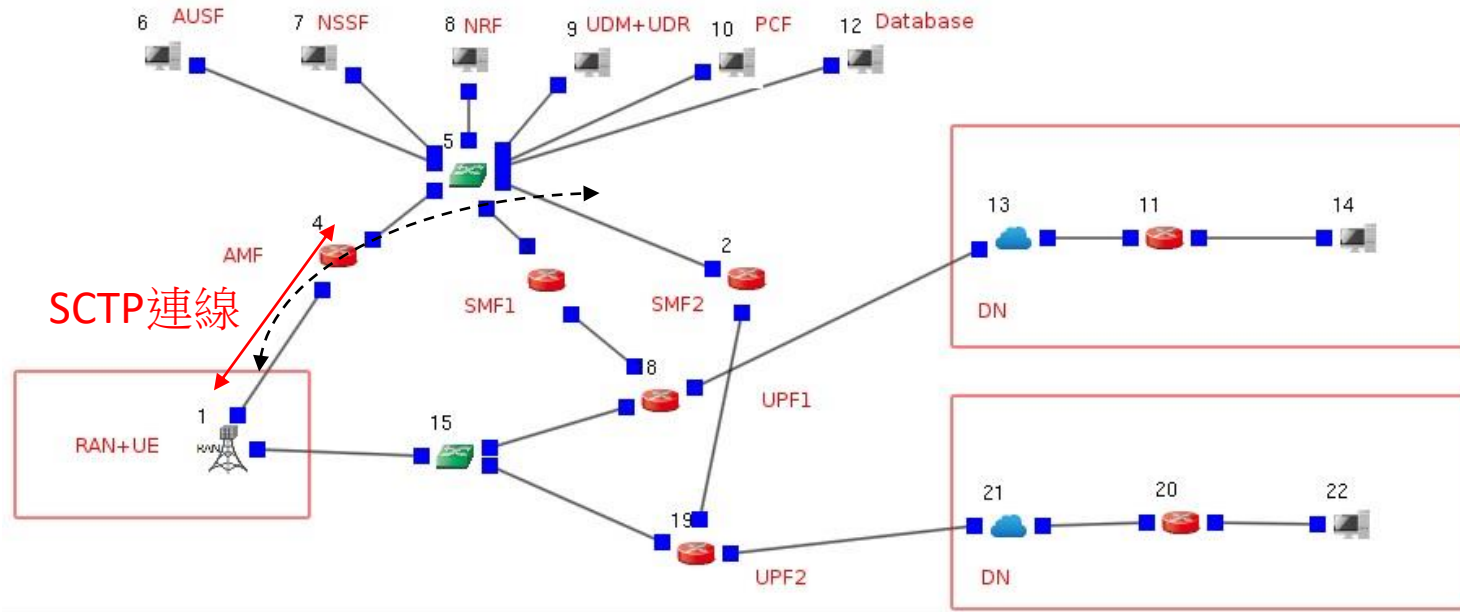 6 AUSF
7 NSSF
8 NRF
9 UDM+UDR
10 PCF
12 Database
5
4
AMF
SCTP連線
SMF1
2
SMF2
13
11
14
DN
1
RAN+UE
RAN
15
18
UPF1
19
UPF2
21
20
22
DN